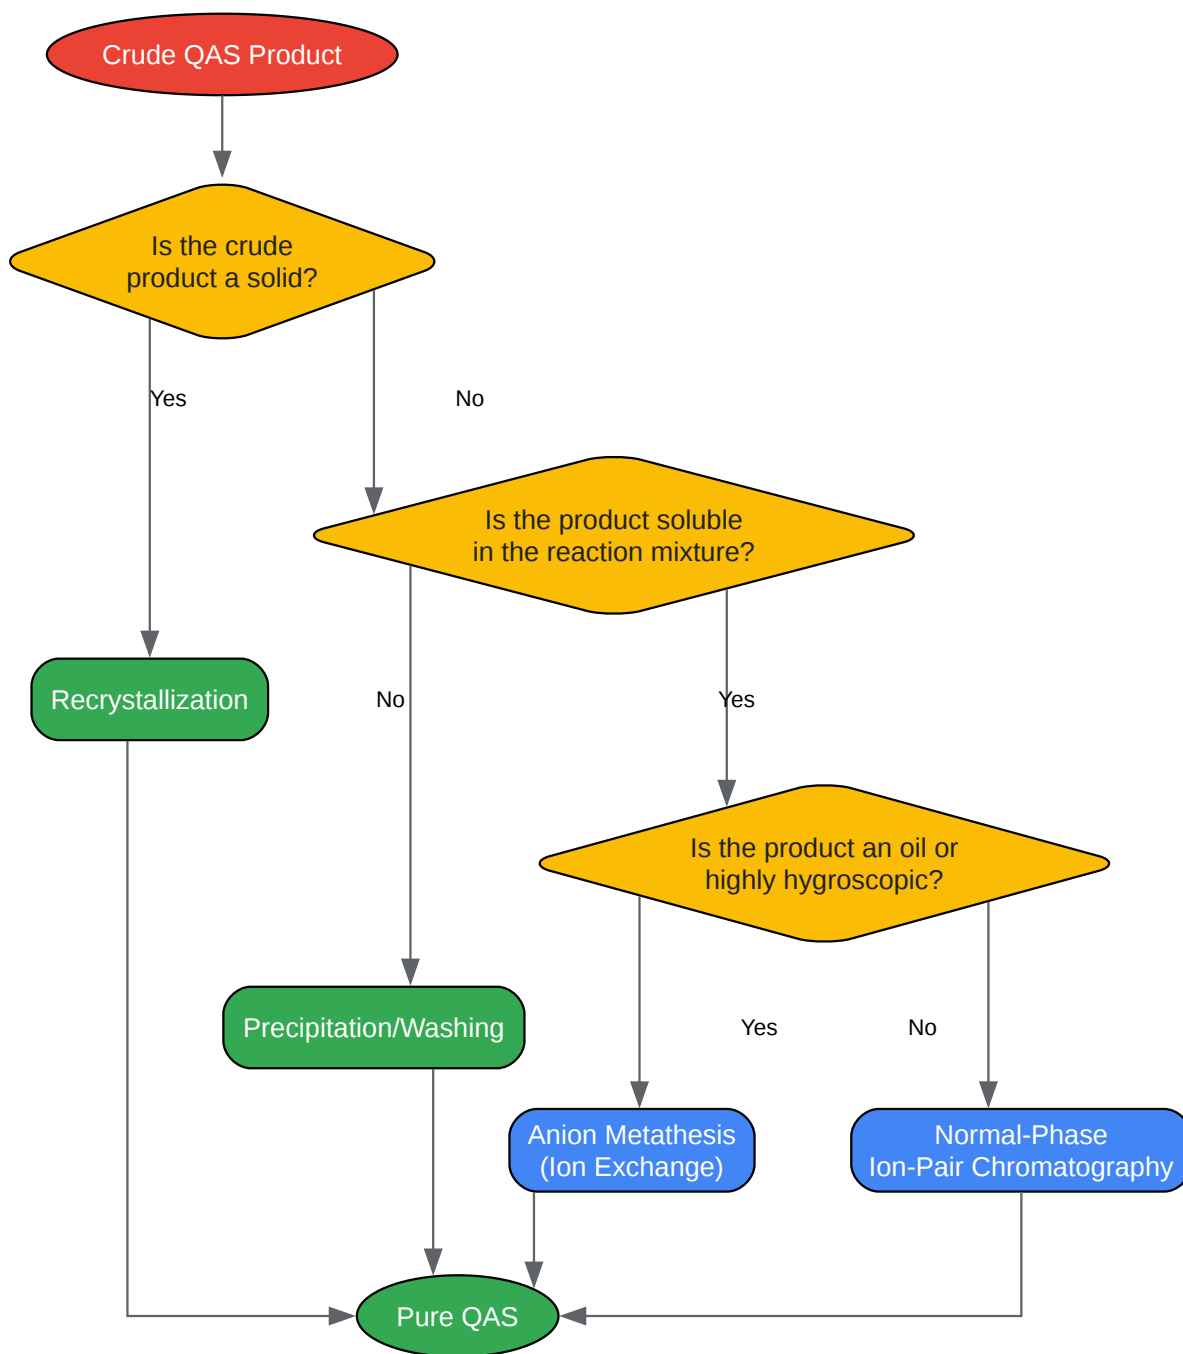 Crude QAS Product
Is the crude
product a solid?
Yes
No
Is the product soluble
in the reaction mixture?
Recrystallization
No
Yes
Is the product an oil or
highly hygroscopic?
Precipitation/Washing
Yes
No
Anion Metathesis
(Ion Exchange)
Normal-Phase
Ion-Pair Chromatography
Pure QAS